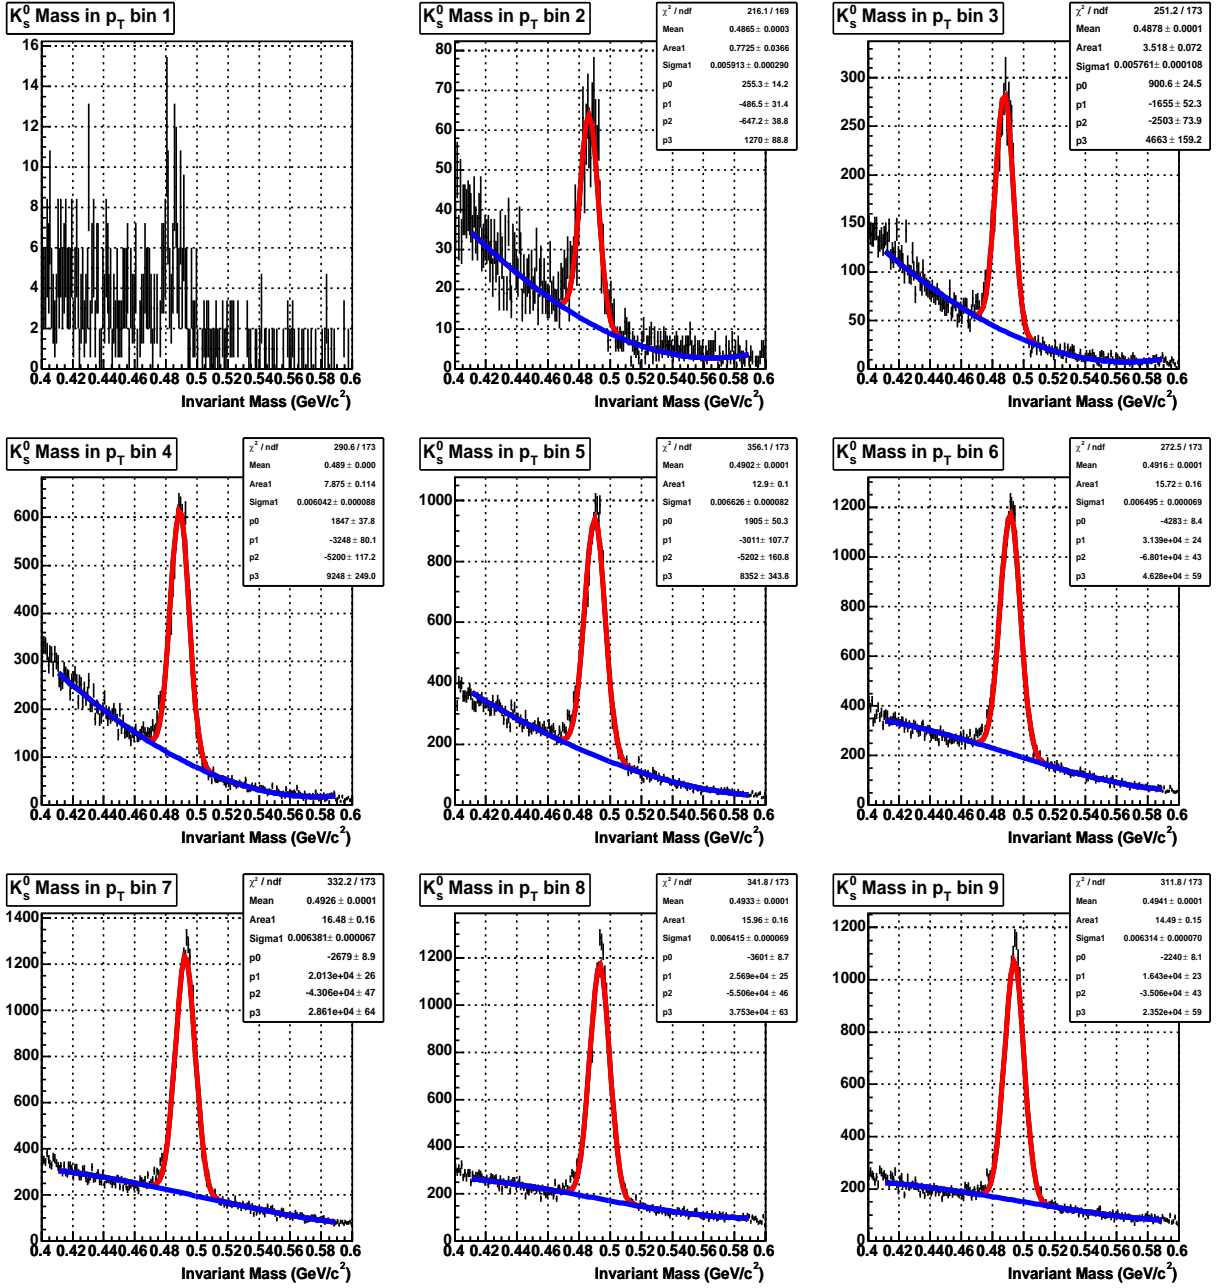 K_s^0 Mass in p_T bin 1
16
14
12
10
8
6
4
2
0
0.4 0.42 0.44 0.46 0.48 0.5 0.52 0.54 0.56 0.58 0.6
Invariant Mass (GeV/c²)
K_s^0 Mass in p_T bin 2
χ² / ndf 216.1 / 169
Mean 0.4865 ± 0.0003
Area1 0.7725 ± 0.0366
Sigma1 0.005913 ± 0.000290
p0 255.3 ± 14.2
p1 -486.5 ± 31.4
p2 -647.2 ± 38.8
p3 1270 ± 88.8
80
70
60
50
40
30
20
10
0
0.4 0.42 0.44 0.46 0.48 0.5 0.52 0.54 0.56 0.58 0.6
Invariant Mass (GeV/c²)
K_s^0 Mass in p_T bin 3
χ² / ndf 251.2 / 173
Mean 0.4878 ± 0.0001
Area1 3.518 ± 0.072
Sigma1 0.005761 ± 0.000108
p0 900.6 ± 24.5
p1 -1655 ± 52.3
p2 -2503 ± 73.9
p3 4663 ± 159.2
300
250
200
150
100
50
0
0.4 0.42 0.44 0.46 0.48 0.5 0.52 0.54 0.56 0.58 0.6
Invariant Mass (GeV/c²)
K_s^0 Mass in p_T bin 4
χ² / ndf 290.6 / 173
Mean 0.489 ± 0.000
Area1 7.875 ± 0.114
Sigma1 0.006042 ± 0.000088
p0 1847 ± 37.8
p1 -3248 ± 80.1
p2 -5200 ± 117.2
p3 9248 ± 249.0
600
500
400
300
200
100
0
0.4 0.42 0.44 0.46 0.48 0.5 0.52 0.54 0.56 0.58 0.6
Invariant Mass (GeV/c²)
K_s^0 Mass in p_T bin 5
χ² / ndf 356.1 / 173
Mean 0.4902 ± 0.0001
Area1 12.9 ± 0.1
Sigma1 0.006626 ± 0.000082
p0 1905 ± 50.3
p1 -3011 ± 107.7
p2 -5202 ± 160.8
p3 8352 ± 343.8
1000
800
600
400
200
0
0.4 0.42 0.44 0.46 0.48 0.5 0.52 0.54 0.56 0.58 0.6
Invariant Mass (GeV/c²)
K_s^0 Mass in p_T bin 6
χ² / ndf 272.5 / 173
Mean 0.4916 ± 0.0001
Area1 15.72 ± 0.16
Sigma1 0.006495 ± 0.000069
p0 -4283 ± 8.4
p1 3.139e+04 ± 24
p2 -6.801e+04 ± 43
p3 4.628e+04 ± 59
1200
1000
800
600
400
200
0
0.4 0.42 0.44 0.46 0.48 0.5 0.52 0.54 0.56 0.58 0.6
Invariant Mass (GeV/c²)
K_s^0 Mass in p_T bin 7
χ² / ndf 332.2 / 173
Mean 0.4926 ± 0.0001
Area1 16.48 ± 0.16
Sigma1 0.006381 ± 0.000067
p0 -2679 ± 8.9
p1 2.013e+04 ± 26
p2 -4.306e+04 ± 47
p3 2.861e+04 ± 64
1400
1200
1000
800
600
400
200
0
0.4 0.42 0.44 0.46 0.48 0.5 0.52 0.54 0.56 0.58 0.6
Invariant Mass (GeV/c²)
K_s^0 Mass in p_T bin 8
χ² / ndf 341.8 / 173
Mean 0.4933 ± 0.0001
Area1 15.96 ± 0.16
Sigma1 0.006415 ± 0.000069
p0 -3601 ± 8.7
p1 2.569e+04 ± 25
p2 -5.506e+04 ± 46
p3 3.753e+04 ± 63
1200
1000
800
600
400
200
0
0.4 0.42 0.44 0.46 0.48 0.5 0.52 0.54 0.56 0.58 0.6
Invariant Mass (GeV/c²)
K_s^0 Mass in p_T bin 9
χ² / ndf 311.8 / 173
Mean 0.4941 ± 0.0001
Area1 14.49 ± 0.15
Sigma1 0.006314 ± 0.000070
p0 -2240 ± 8.1
p1 1.643e+04 ± 23
p2 -3.506e+04 ± 43
p3 2.352e+04 ± 59
1200
1000
800
600
400
200
0
0.4 0.42 0.44 0.46 0.48 0.5 0.52 0.54 0.56 0.58 0.6
Invariant Mass (GeV/c²)